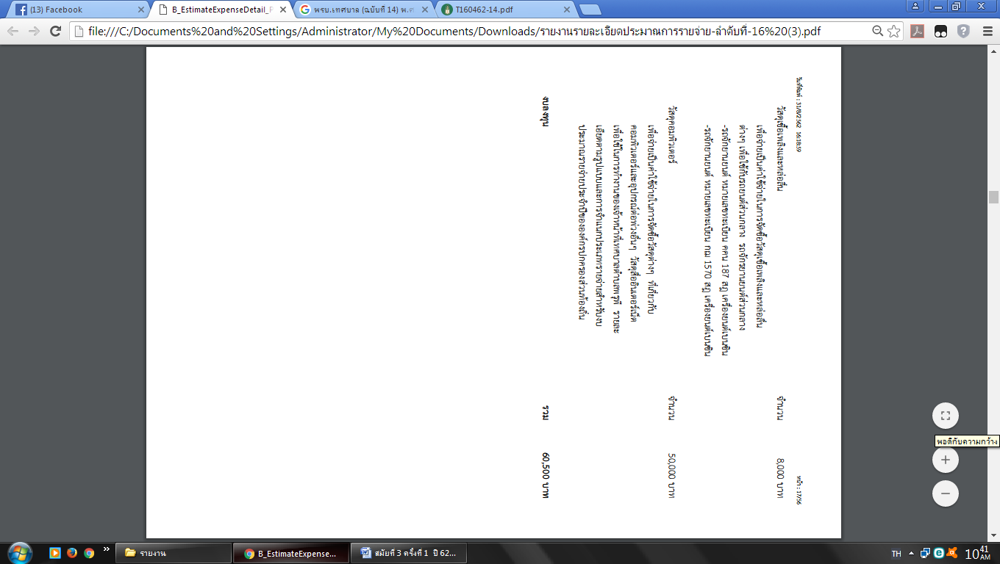 (13) Facebook
B_EstimateExpenseDetail_F
พรบ.เทศบาล (ฉบับที่ 14) พ.ศ
T160462-14.pdf
file:///C:/Documents%20and%20Settings/Administrator/My%20Documents/Downloads/รายงานรายละเอียดประมาณการรายจ่าย-ลำดับที่-16%20(3).pdf
วันที่พิมพ์ : 31/8/2562 16:18:59
หน้า : 17/56
วัสดุเชื้อเพลิงและหล่อลื่น จำนวน 8,000 บาท
เพื่อจ่ายเป็นค่าใช้จ่ายในการจัดซื้อวัสดุเชื้อเพลิงและหล่อลื่น
ต่างๆ เพื่อใช้กับรถยนต์ส่วนกลาง รถจักรยานยนต์ส่วนกลาง
-รถจักยานยนต์ หมายเลขทะเบียน คคน 187 สฎ เครื่องยนต์เบนซิน
-รถจักยานยนต์ หมายเลขทะเบียน กฌ 1570 สฎ เครื่องยนต์เบนซิน
วัสดุคอมพิวเตอร์ จำนวน 50,000 บาท
เพื่อจ่ายเป็นค่าใช้จ่ายในการจัดซื้อวัสดุต่างๆ ที่เกี่ยวกับ
คอมพิวเตอร์และอุปกรณ์ต่อพ่วงอื่นๆ วัสดุสื่ออินเตอร์เน็ต
เพื่อใช้ในการทำงานของเจ้าหน้าที่เทศบาลตำบลพรุพี รายละ
เอียดตามรูปแบบและการจำแนกประเภทรายจ่ายสำหรับงบ
ประมาณรายจ่ายประจำปีขององค์กรปกครองส่วนท้องถิ่น
งบลงทุน รวม 60,500 บาท
พอดีกับความกว้าง
รายงาน
B_EstimateExpense...
สมัยที่ 3 ครั้งที่ 1 ปี 62...
TH
10 41 AM